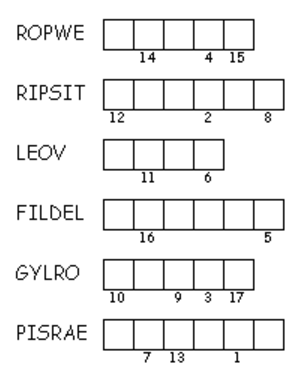 ROPWE
14 4 15
RIPSIT
12 2 8
LEOV
11 6
FILDEL
16 5
GYLRO
10 9 3 17
PISRAE
7 13 1